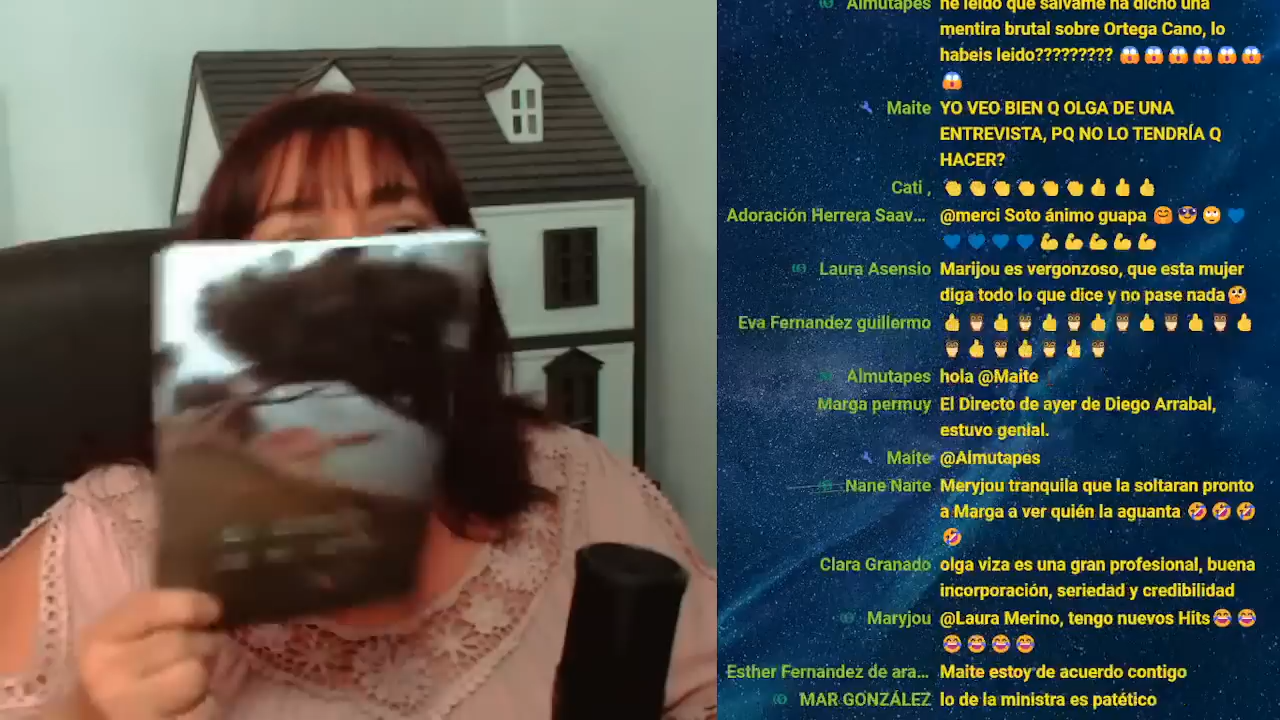 Almutapes he leido que salvame ha dicho una
mentira brutal sobre Ortega Cano, lo
habeis leido????????? 😱😱😱😱😱😱
😱
Maite YO VEO BIEN Q OLGA DE UNA
ENTREVISTA, PQ NO LO TENDRÍA Q
HACER?
Cati , 👏👏👏👏👏👏👍👍👍
Adoración Herrera Saav... @merci Soto ánimo guapa 🤗😎🙄💙
💙💙💙💙💪💪💪💪💪
Laura Asensio Marijou es vergonzoso, que esta mujer
diga todo lo que dice y no pase nada🥺
Eva Fernandez guillermo 👍🦉👍🦉👍🦉👍🦉👍🦉👍🦉👍
🦉👍🦉👍🦉👍🦉
Almutapes hola @Maite
Marga permuy El Directo de ayer de Diego Arrabal,
estuvo genial.
Maite @Almutapes
Nane Naite Meryjou tranquila que la soltaran pronto
a Marga a ver quién la aguanta 🤣🤣🤣
🤣
Clara Granado olga viza es una gran profesional, buena
incorporación, seriedad y credibilidad
Maryjou @Laura Merino, tengo nuevos Hits😂😂
😂😂😂😂
Esther Fernandez de ara... Maite estoy de acuerdo contigo
MAR GONZÁLEZ lo de la ministra es patético